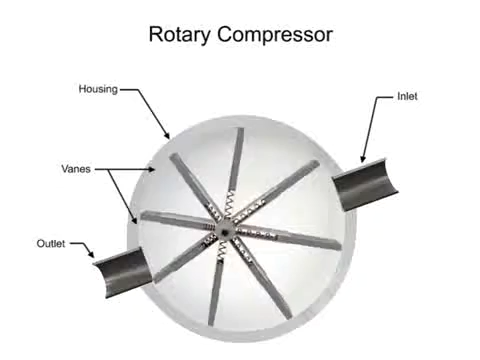 Rotary Compressor
Housing
Inlet
Vanes
Outlet